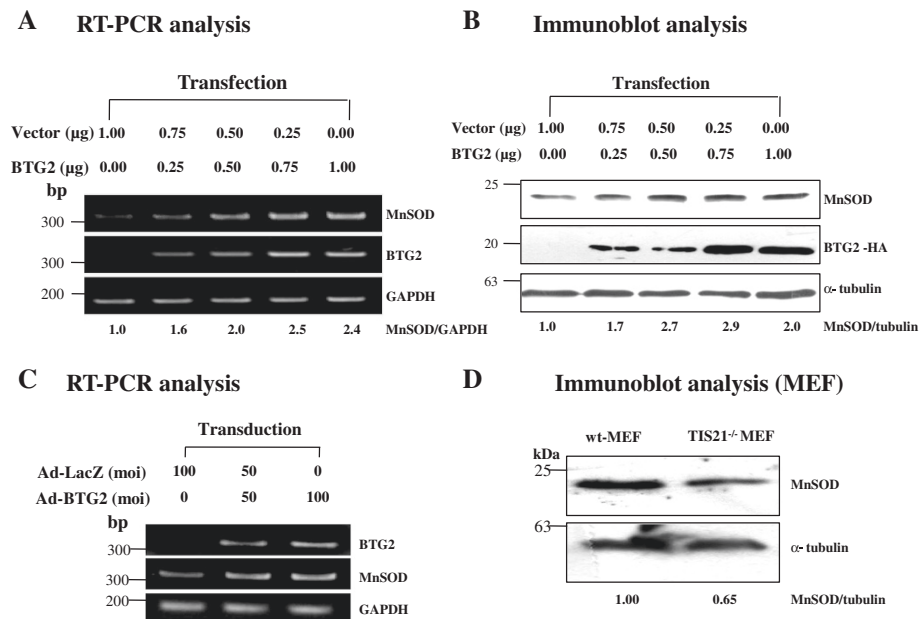 A RT-PCR analysis
Transfection
Vector (µg) 1.00 0.75 0.50 0.25 0.00
BTG2 (µg) 0.00 0.25 0.50 0.75 1.00
bp
300 MnSOD
300 BTG2
200 GAPDH
1.0 1.6 2.0 2.5 2.4 MnSOD/GAPDH
B Immunoblot analysis
Transfection
Vector (µg) 1.00 0.75 0.50 0.25 0.00
BTG2 (µg) 0.00 0.25 0.50 0.75 1.00
25 MnSOD
20 BTG2 -HA
63 α- tubulin
1.0 1.7 2.7 2.9 2.0 MnSOD/tubulin
C RT-PCR analysis
Transduction
Ad-LacZ (moi) 100 50 0
Ad-BTG2 (moi) 0 50 100
bp
300 BTG2
300 MnSOD
200 GAPDH
D Immunoblot analysis (MEF)
wt-MEF TIS21-/- MEF
kDa
25 MnSOD
63 α- tubulin
1.00 0.65 MnSOD/tubulin